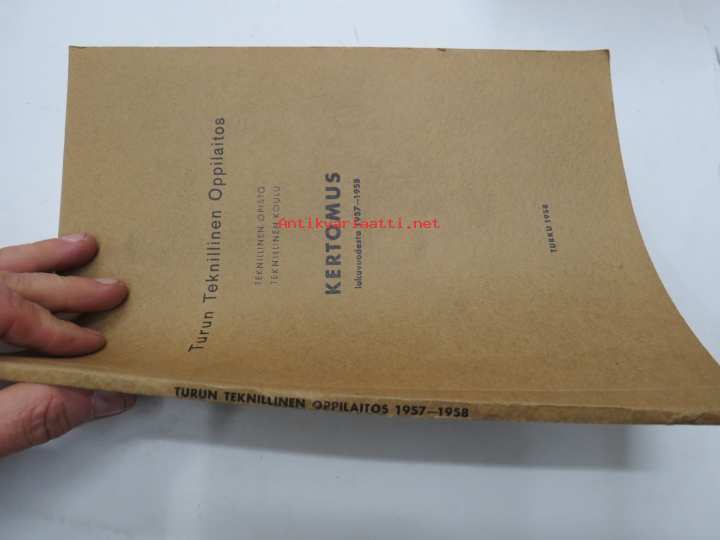 Turun Teknillinen Oppilaitos
TEKNILLINEN OPISTO
TEKNILLINEN KOULU
KERTOMUS
lukuvuodesta 1957—1958
TURKU 1958
TURUN TEKNILLINEN OPPILAITOS 1957—1958
Antikvariaatti.net